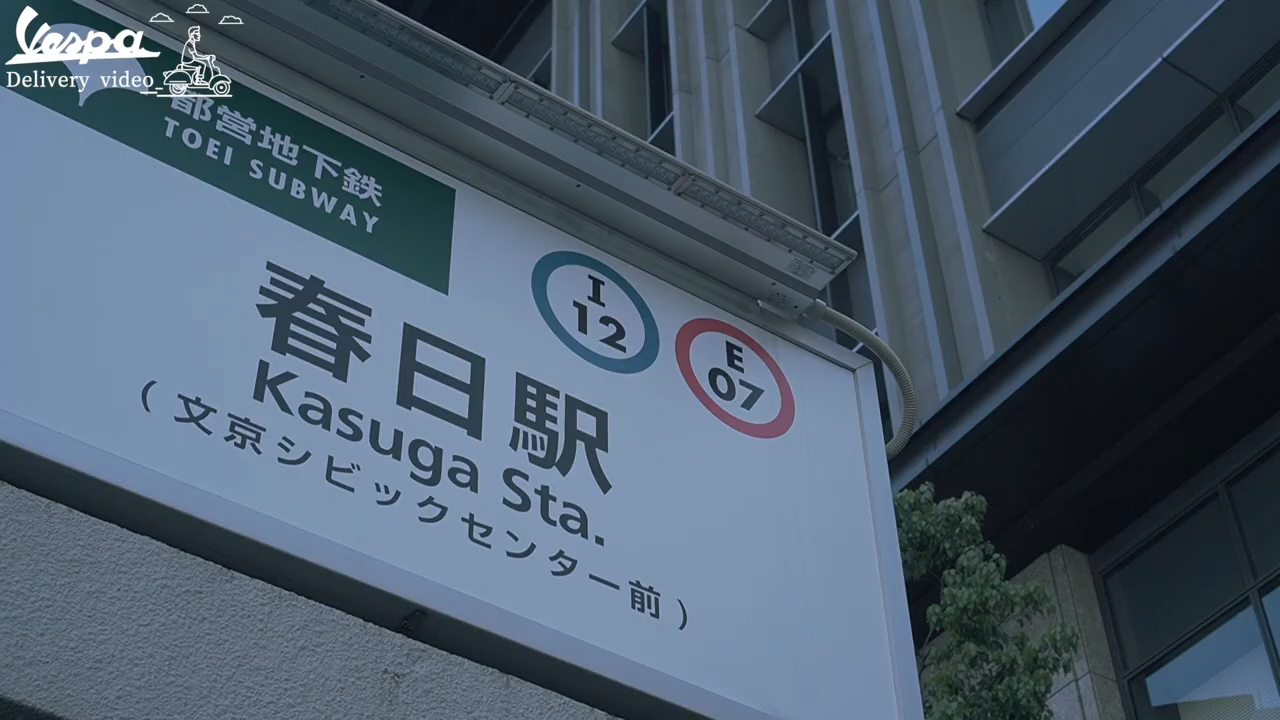 Vespa
Delivery video
都営地下鉄
TOEI SUBWAY
I
12
E
07
春日駅
Kasuga Sta.
(文京シビックセンター前)